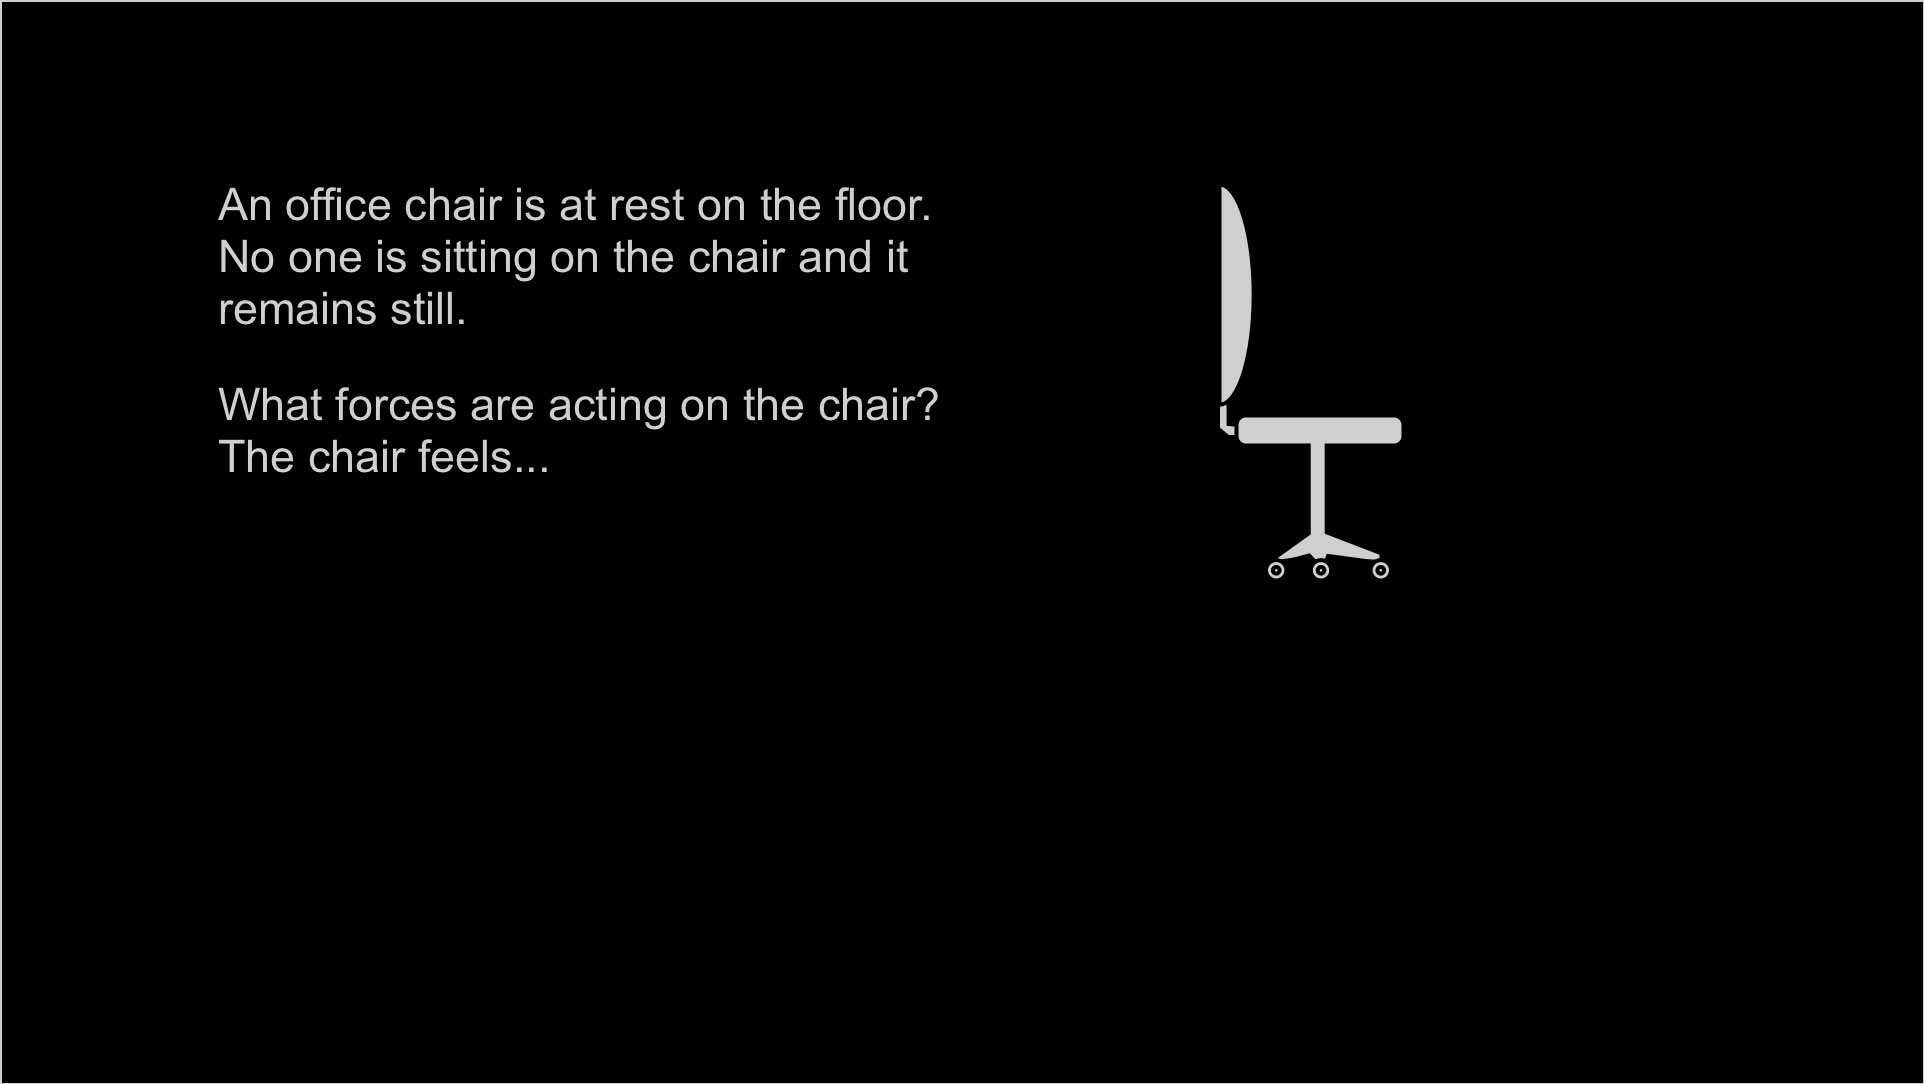 An office chair is at rest on the floor.
No one is sitting on the chair and it
remains still.
What forces are acting on the chair?
The chair feels...